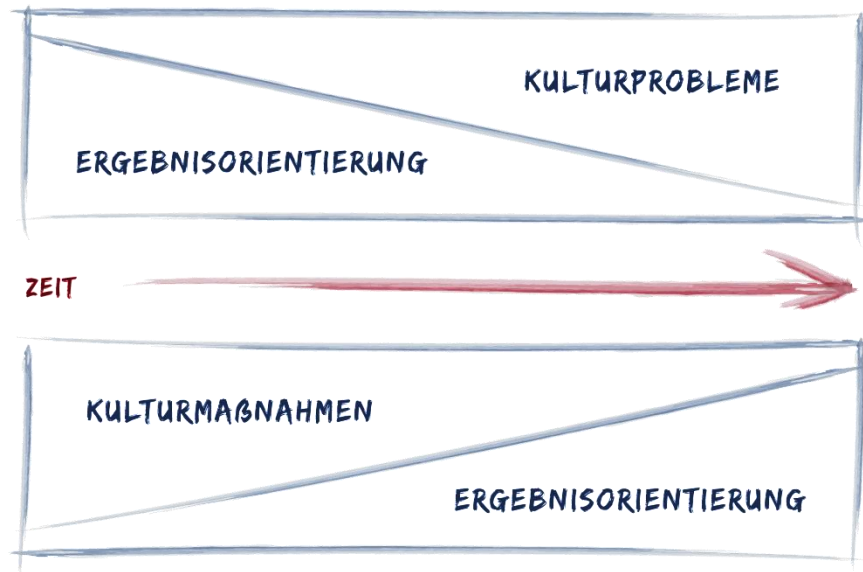 KULTURPROBLEME
ERGEBNISORIENTIERUNG
ZEIT
KULTURMAßNAHMEN
ERGEBNISORIENTIERUNG